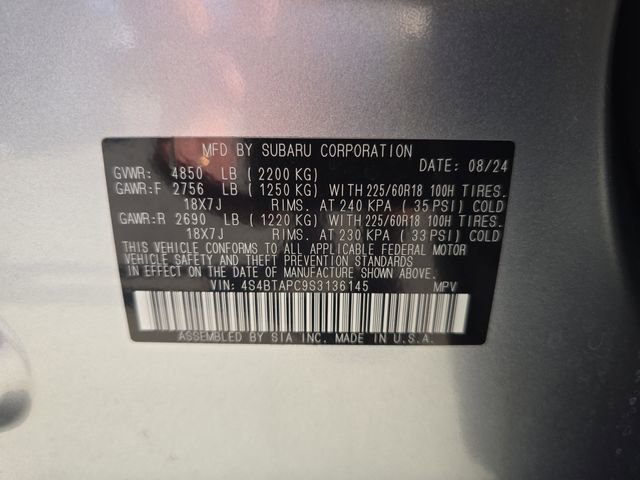 MFD BY SUBARU CORPORATION
GVWR: 4850 LB (2200 KG) DATE: 08/24
GAWR:F 2756 LB (1250 KG) WITH 225/60R18 100H TIRES.
18X7J RIMS. AT 240 KPA (35 PSI) COLD
GAWR:R 2690 LB (1220 KG) WITH 225/60R18 100H TIRES.
18X7J RIMS. AT 230 KPA (33 PSI) COLD
THIS VEHICLE CONFORMS TO ALL APPLICABLE FEDERAL MOTOR
VEHICLE SAFETY AND THEFT PREVENTION STANDARDS
IN EFFECT ON THE DATE OF MANUFACTURE SHOWN ABOVE.
VIN: 4S4BTAPC9S3136145 MPV
ASSEMBLED BY SIA INC. MADE IN U.S.A.